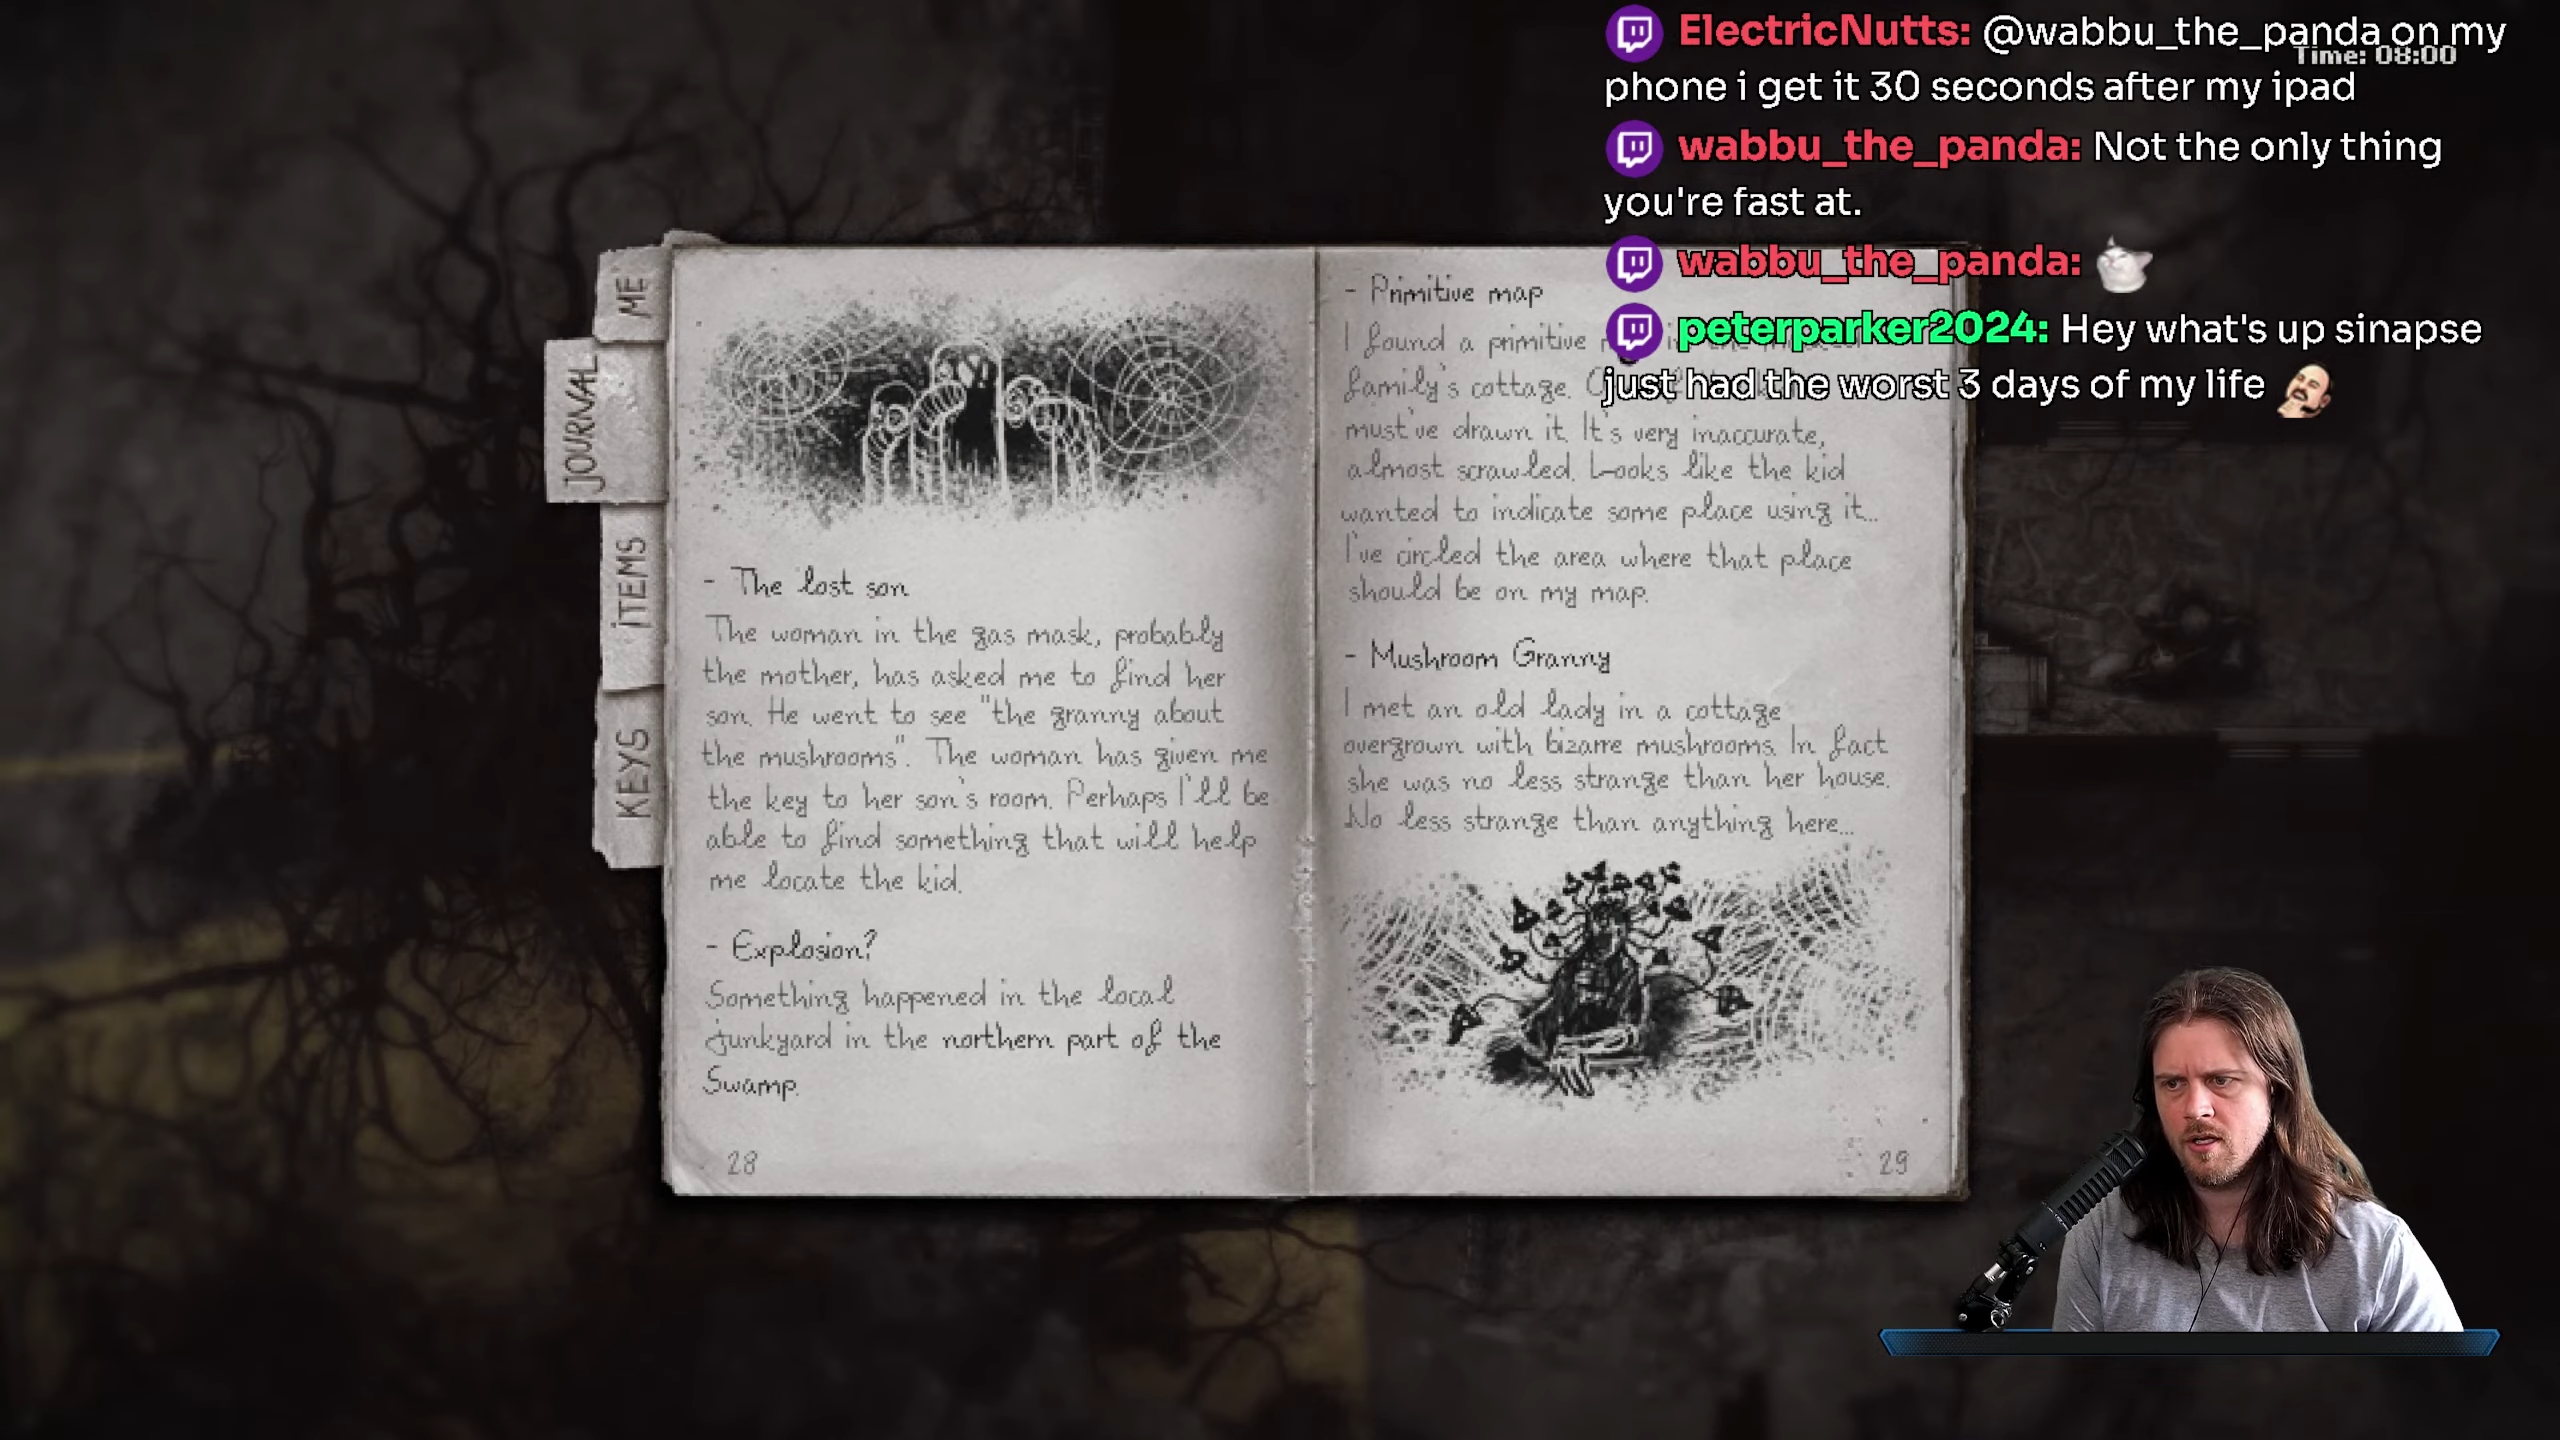 ElectricNutts: @wabbu_the_panda on my
Time: 08:00
phone i get it 30 seconds after my ipad
wabbu_the_panda: Not the only thing
you're fast at.
wabbu_the_panda:
peterparker2024: Hey what's up sinapse
just had the worst 3 days of my life
ME
JOURNAL
ITEMS
KEYS
- The lost son
The woman in the gas mask, probably
the mother, has asked me to find her
son. He went to see "the granny about
the mushrooms". The woman has given me
the key to her son's room. Perhaps I'll be
able to find something that will help
me locate the kid.
- Explosion?
Something happened in the local
junkyard in the northern part of the
Swamp.
28
- Primitive map
I found a primitive
family's cottage.
must've drawn it. It's very inaccurate,
almost scrawled. Looks like the kid
wanted to indicate some place using it...
I've circled the area where that place
should be on my map.
- Mushroom Granny
I met an old lady in a cottage
overgrown with bizarre mushrooms. In fact
she was no less strange than her house.
No less strange than anything here...
29